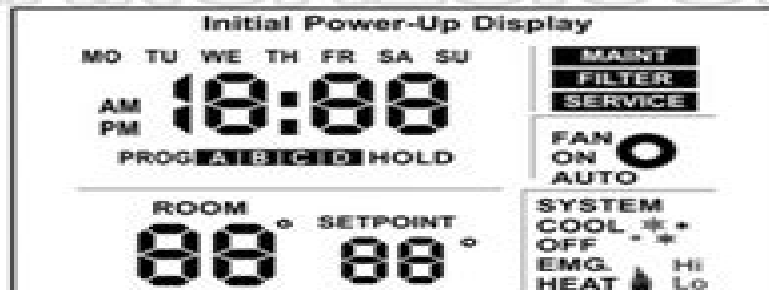 Initial Power-Up Display
MO TU WE TH FR SA SU
AM 18:88
PM
PROG A B C D HOLD
MAINT
FILTER
SERVICE
FAN
ON
AUTO
ROOM
88°
SETPOINT
88°
SYSTEM
COOL
OFF
EMG. Hi
HEAT Lo